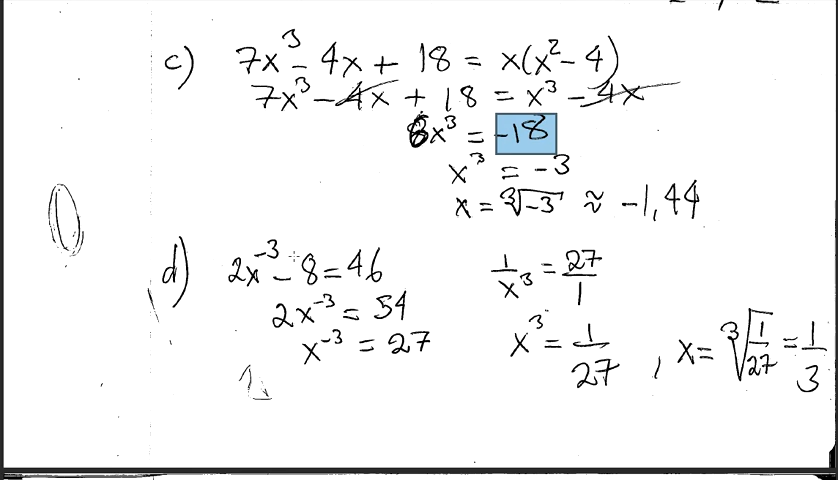 c) 7x³ - 4x + 18 = x(x² - 4)
7x³ - 4x + 18 = x³ - 4x
6x³ = -18
x³ = -3
x = ∛-3 ≈ -1,44
d) 2x⁻³ - 8 = 46
2x⁻³ = 54
x⁻³ = 27
1/x³ = 27/1
x³ = 1/27 , x = ∛(1/27) = 1/3